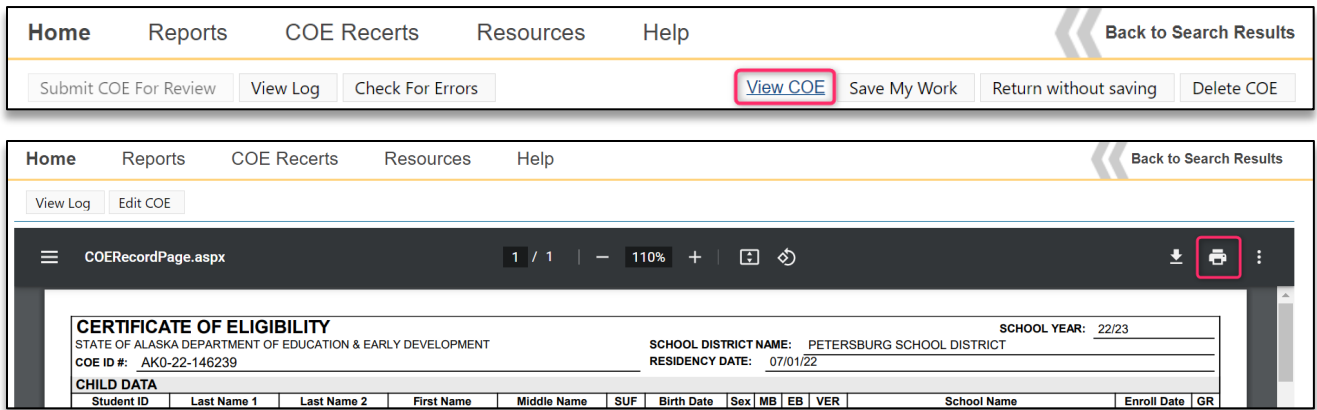 Home Reports COE Recerts Resources Help Back to Search Results
Submit COE For Review View Log Check For Errors View COE Save My Work Return without saving Delete COE
Home Reports COE Recerts Resources Help Back to Search Results
View Log Edit COE
COERecordPage.aspx 1 / 1 | − 110% + |
CERTIFICATE OF ELIGIBILITY SCHOOL YEAR: 22/23
STATE OF ALASKA DEPARTMENT OF EDUCATION & EARLY DEVELOPMENT SCHOOL DISTRICT NAME: PETERSBURG SCHOOL DISTRICT
COE ID #: AK0-22-146239 RESIDENCY DATE: 07/01/22
CHILD DATA
Student ID Last Name 1 Last Name 2 First Name Middle Name SUF Birth Date Sex MB EB VER School Name Enroll Date GR